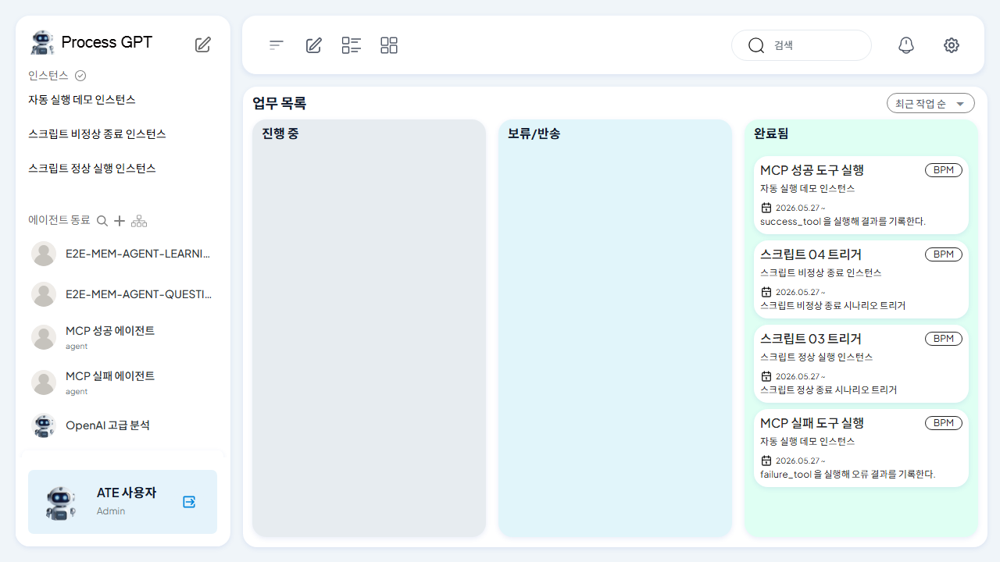 Process GPT
인스턴스
자동 실행 데모 인스턴스
스크립트 비정상 종료 인스턴스
스크립트 정상 실행 인스턴스
에이전트 동료
E2E-MEM-AGENT-LEARNI...
E2E-MEM-AGENT-QUESTI...
MCP 성공 에이전트
agent
MCP 실패 에이전트
agent
OpenAI 고급 분석
ATE 사용자
Admin
검색
업무 목록
최근 작업 순
진행 중
보류/반송
완료됨
MCP 성공 도구 실행
BPM
자동 실행 데모 인스턴스
2026.05.27 ~
success_tool 을 실행해 결과를 기록한다.
스크립트 04 트리거
BPM
스크립트 비정상 종료 인스턴스
2026.05.27 ~
스크립트 비정상 종료 시나리오 트리거
스크립트 03 트리거
BPM
스크립트 정상 실행 인스턴스
2026.05.27 ~
스크립트 정상 종료 시나리오 트리거
MCP 실패 도구 실행
BPM
자동 실행 데모 인스턴스
2026.05.27 ~
failure_tool 을 실행해 오류 결과를 기록한다.